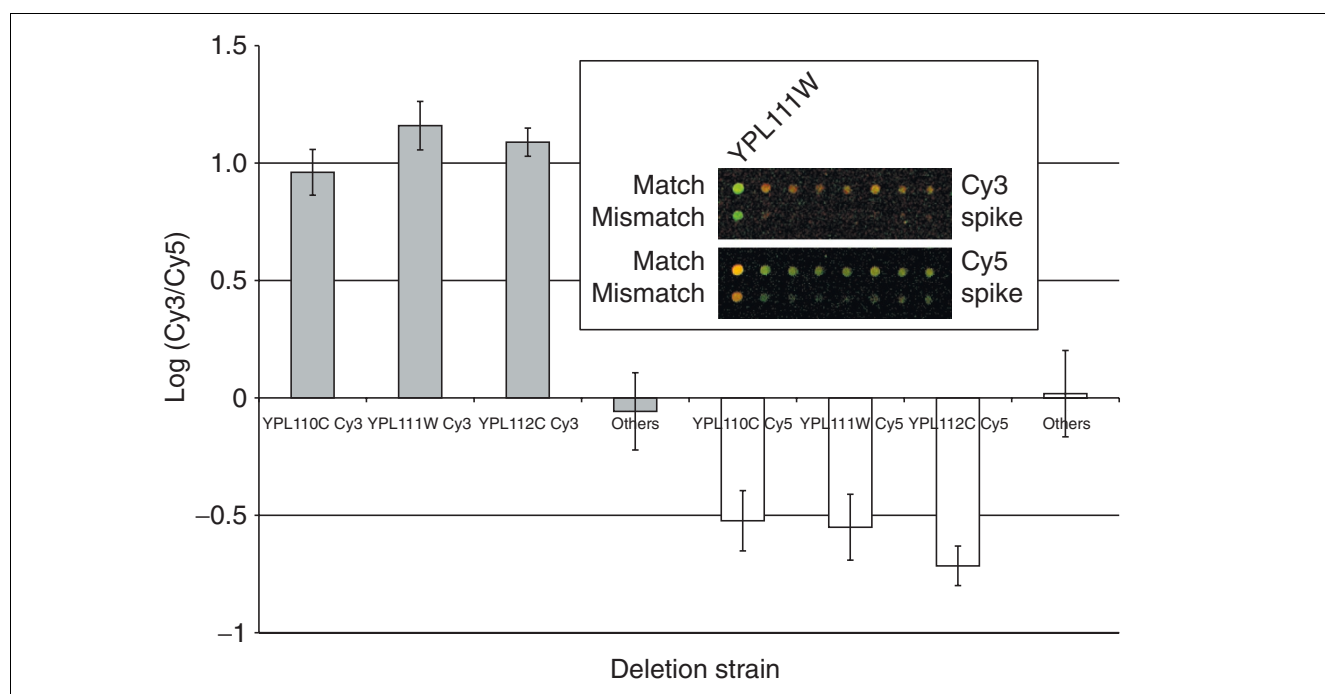 1.5
1.0
0.5
0
−0.5
−1
Log (Cy3/Cy5)
YPL111W
Match
Cy3
Mismatch
spike
Match
Cy5
Mismatch
spike
YPL110C Cy3
YPL111W Cy3
YPL112C Cy3
Others
YPL110C Cy5
YPL111W Cy5
YPL112C Cy5
Others
Deletion strain